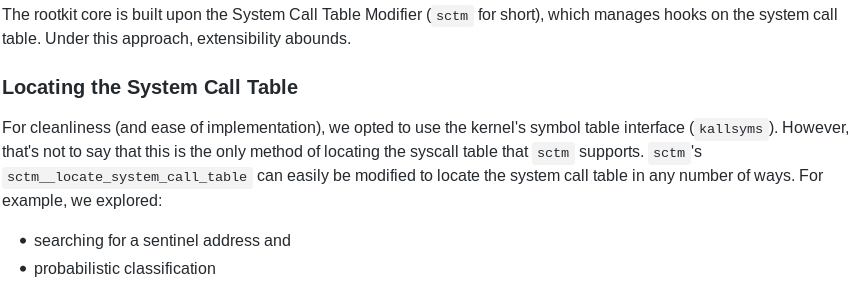 The rootkit core is built upon the System Call Table Modifier ( sctm for short), which manages hooks on the system call
table. Under this approach, extensibility abounds.
Locating the System Call Table
For cleanliness (and ease of implementation), we opted to use the kernel's symbol table interface ( kallsyms ). However,
that's not to say that this is the only method of locating the syscall table that sctm supports. sctm 's
sctm__locate_system_call_table can easily be modified to locate the system call table in any number of ways. For
example, we explored:
• searching for a sentinel address and
• probabilistic classification